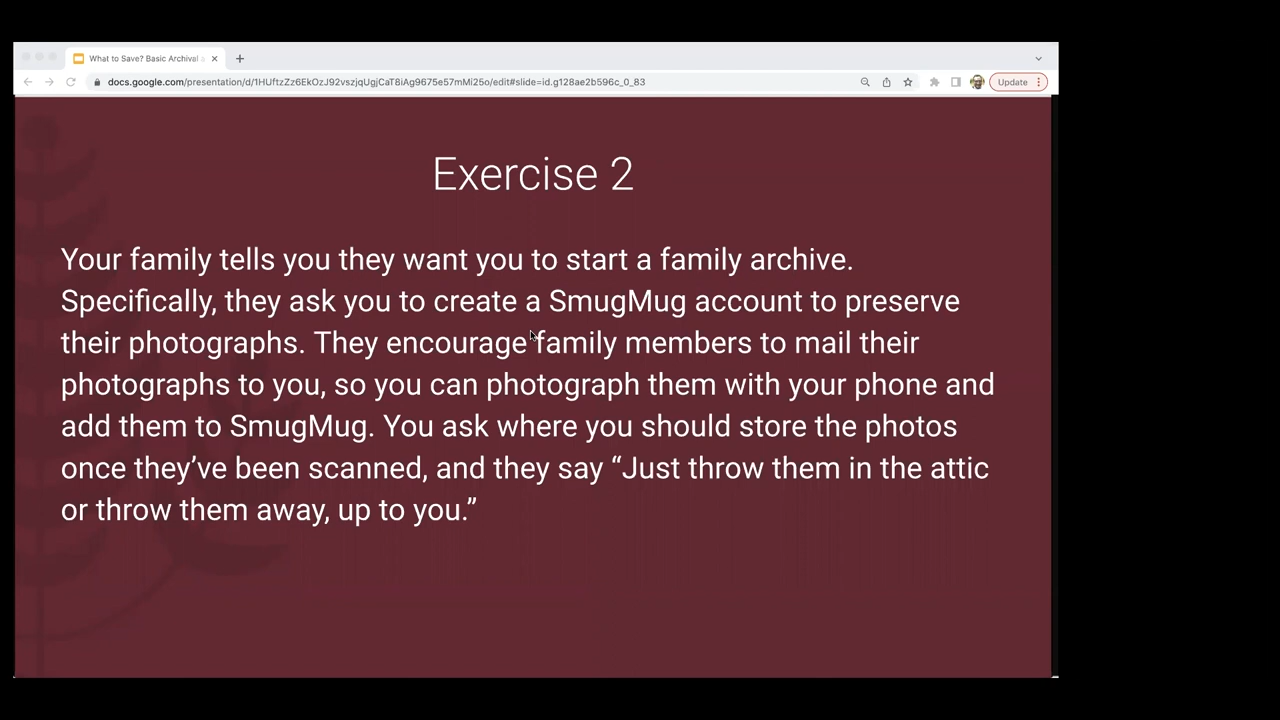 What to Save? Basic Archival
docs.google.com/presentation/d/1HUftzZz6EkOzJ92vszjqUgjCaT8iAg9675e57mMi25o/edit#slide=id.g128ae2b596c_0_83
Update
Exercise 2
Your family tells you they want you to start a family archive.
Specifically, they ask you to create a SmugMug account to preserve
their photographs. They encourage family members to mail their
photographs to you, so you can photograph them with your phone and
add them to SmugMug. You ask where you should store the photos
once they’ve been scanned, and they say “Just throw them in the attic
or throw them away, up to you.”